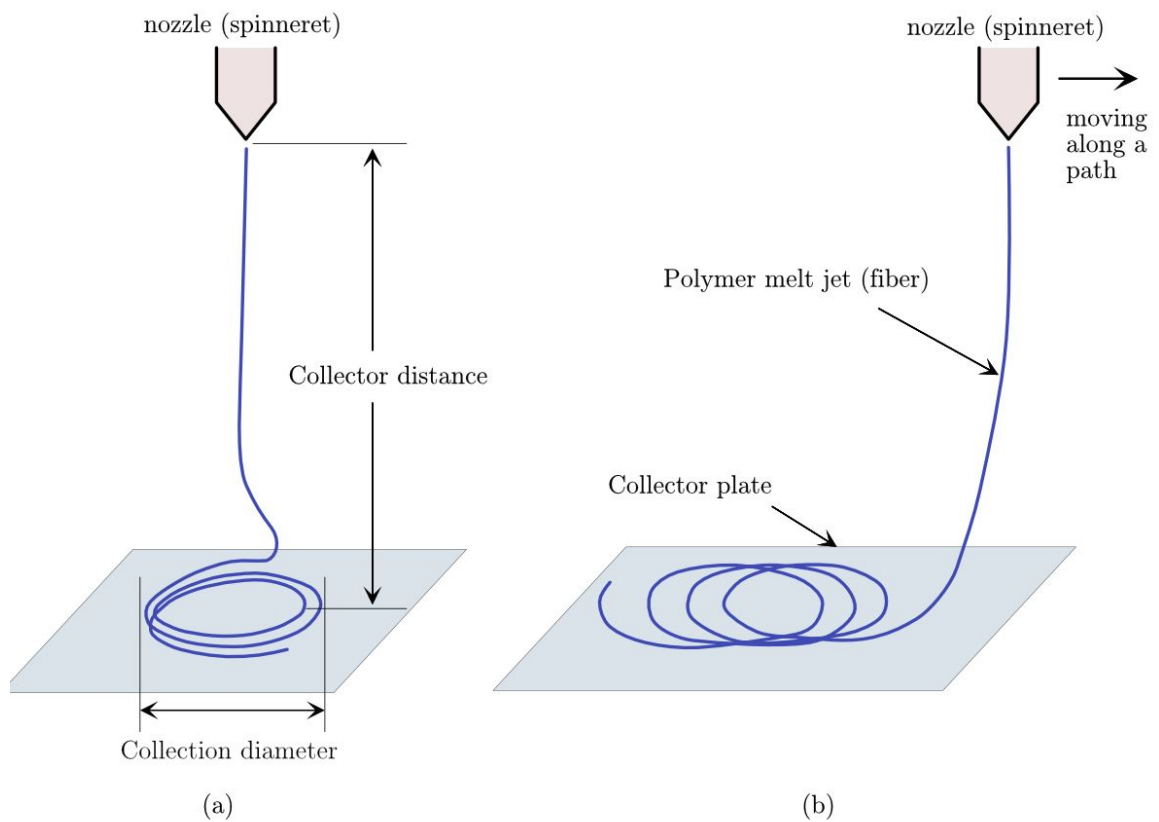 nozzle (spinneret)
Collector distance
Collection diameter
(a)
nozzle (spinneret)
moving
along a
path
Polymer melt jet (fiber)
Collector plate
(b)